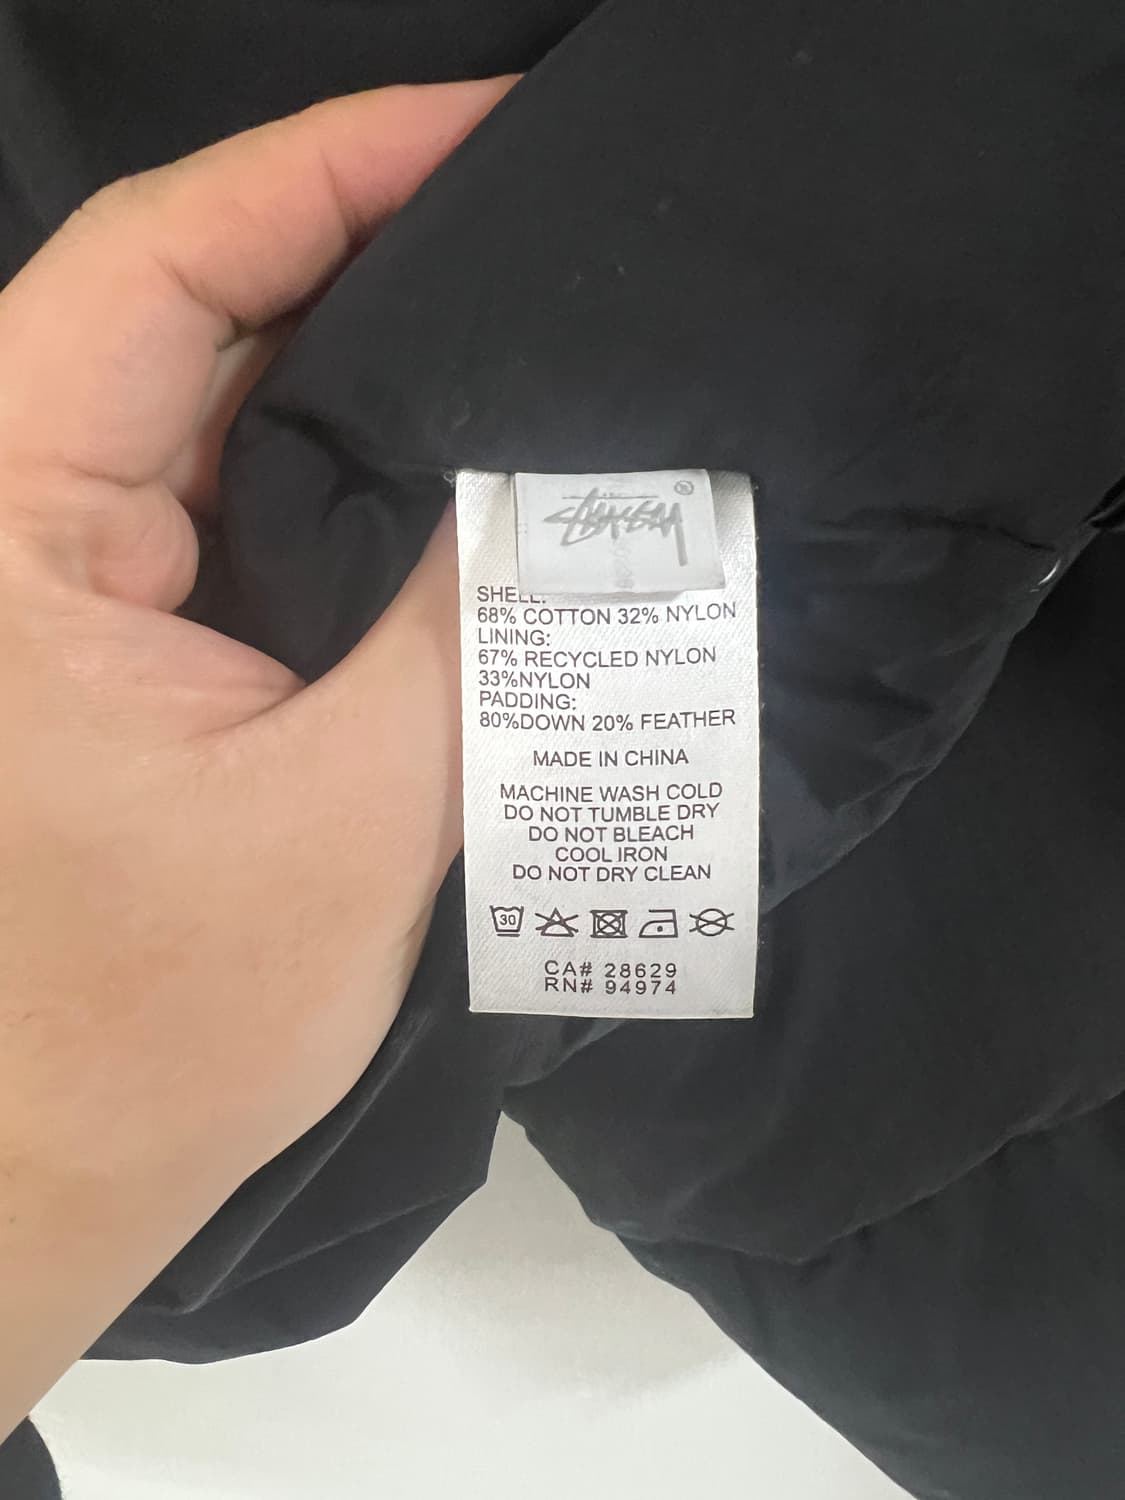 STÜSSY ®
SHELL:
68% COTTON 32% NYLON
LINING:
67% RECYCLED NYLON
33%NYLON
PADDING:
80%DOWN 20% FEATHER
MADE IN CHINA
MACHINE WASH COLD
DO NOT TUMBLE DRY
DO NOT BLEACH
COOL IRON
DO NOT DRY CLEAN
30
CA# 28629
RN# 94974